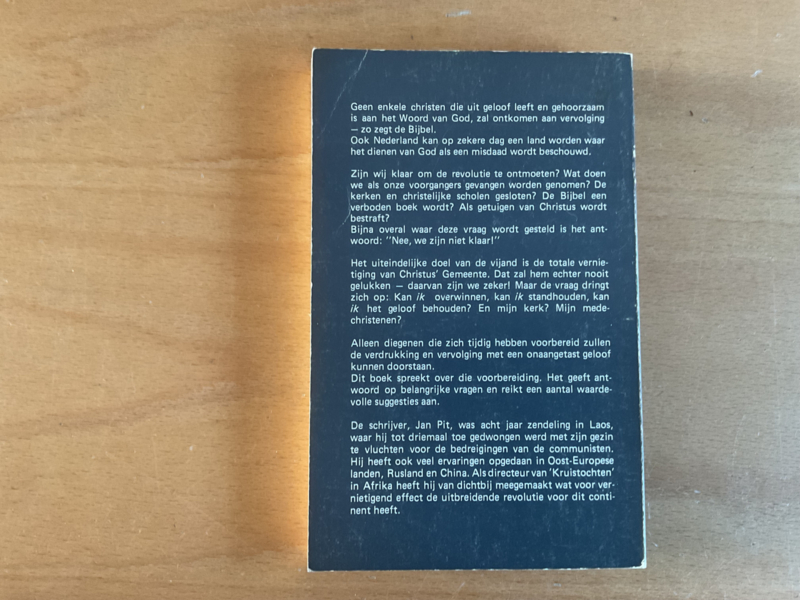 Geen enkele christen die uit geloof leeft en gehoorzaam
is aan het Woord van God, zal ontkomen aan vervolging
— zo zegt de Bijbel.
Ook Nederland kan op zekere dag een land worden waar
het dienen van God als een misdaad wordt beschouwd.
Zijn wij klaar om de revolutie te ontmoeten? Wat doen
we als onze voorgangers gevangen worden genomen? De
kerken en christelijke scholen gesloten? De Bijbel een
verboden boek wordt? Als getuigen van Christus wordt
bestraft?
Bijna overal waar deze vraag wordt gesteld is het ant-
woord: "Nee, we zijn niet klaar!"
Het uiteindelijke doel van de vijand is de totale vernie-
tiging van Christus' Gemeente. Dat zal hem echter nooit
gelukken — daarvan zijn we zeker! Maar de vraag dringt
zich op: Kan ik overwinnen, kan ik standhouden, kan
ik het geloof behouden? En mijn kerk? Mijn mede-
christenen?
Alleen diegenen die zich tijdig hebben voorbereid zullen
de verdrukking en vervolging met een onaangetast geloof
kunnen doorstaan.
Dit boek spreekt over die voorbereiding. Het geeft ant-
woord op belangrijke vragen en reikt een aantal waarde-
volle suggesties aan.
De schrijver, Jan Pit, was acht jaar zendeling in Laos,
waar hij tot driemaal toe gedwongen werd met zijn gezin
te vluchten voor de bedreigingen van de communisten.
Hij heeft ook veel ervaringen opgedaan in Oost-Europese
landen, Rusland en China. Als directeur van 'Kruistochten'
in Afrika heeft hij van dichtbij meegemaakt wat voor ver-
nietigend effect de uitbreidende revolutie voor dit conti-
nent heeft.